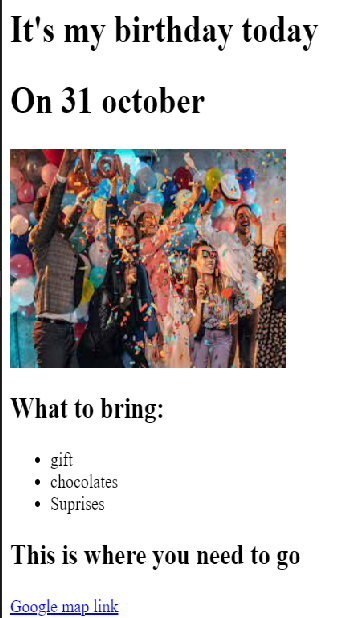 It's my birthday today
On 31 october
What to bring:
gift
chocolates
Suprises
This is where you need to go
Google map link